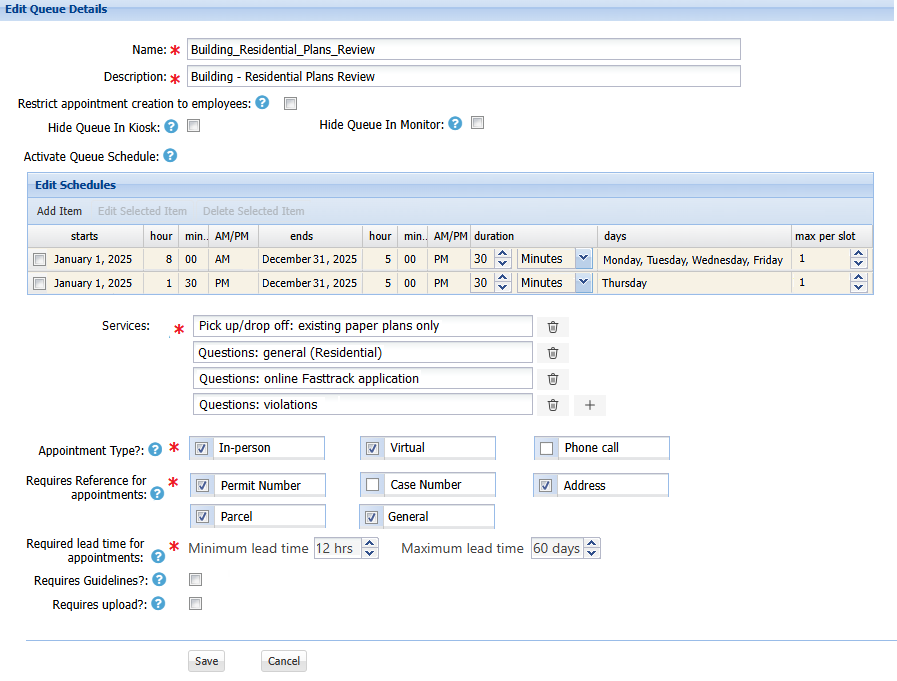 Edit Queue Details
Name: * Building_Residential_Plans_Review
Description: * Building - Residential Plans Review
Restrict appointment creation to employees: ?
Hide Queue In Kiosk: ? Hide Queue In Monitor: ?
Activate Queue Schedule: ?
Edit Schedules
Add Item Edit Selected Item Delete Selected Item
starts hour min.. AM/PM ends hour min.. AM/PM duration days max per slot
January 1, 2025 8 00 AM December 31, 2025 5 00 PM 30 Minutes Monday, Tuesday, Wednesday, Friday 1
January 1, 2025 1 30 PM December 31, 2025 5 00 PM 30 Minutes Thursday 1
Services: * Pick up/drop off: existing paper plans only
Questions: general (Residential)
Questions: online Fasttrack application
Questions: violations +
Appointment Type?: ? * In-person Virtual Phone call
Requires Reference for appointments: ? * Permit Number Case Number Address
Parcel General
Required lead time for appointments: ? * Minimum lead time 12 hrs Maximum lead time 60 days
Requires Guidelines?: ?
Requires upload?: ?
Save Cancel